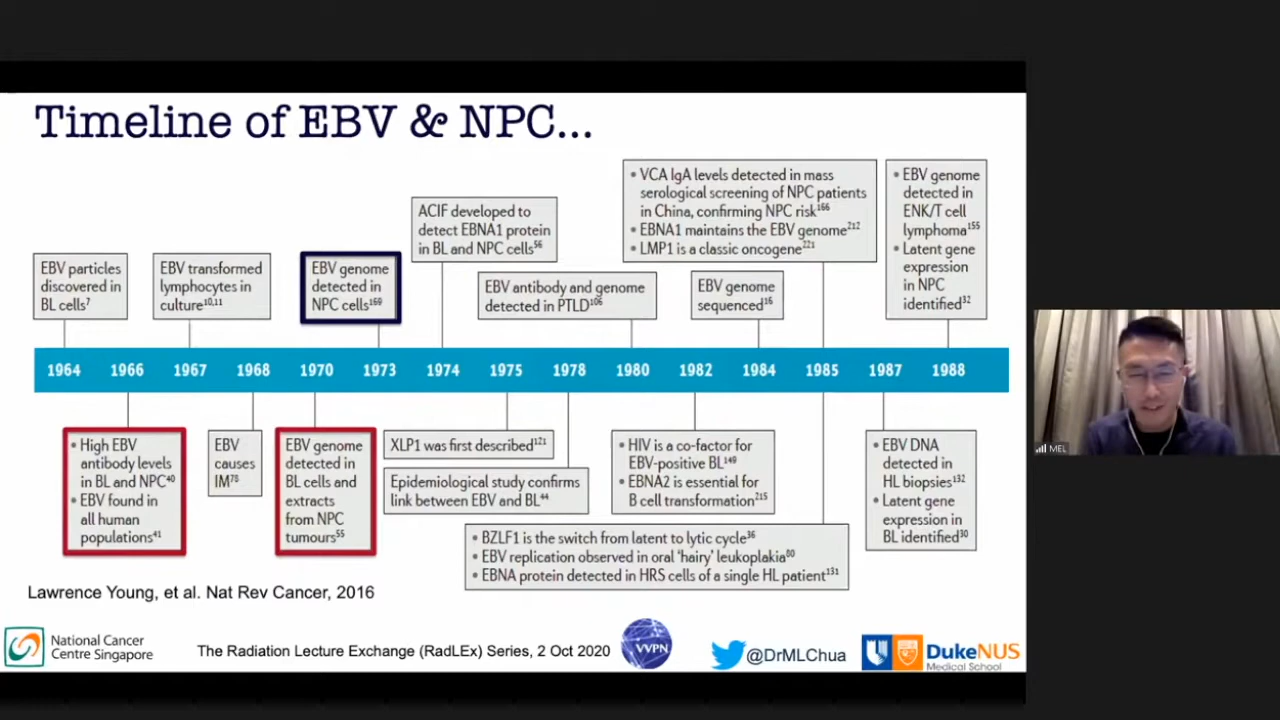 Timeline of EBV & NPC...
EBV particles
discovered in
BL cells7
EBV transformed
lymphocytes in
culture10,11
EBV genome
detected in
NPC cells169
ACIF developed to
detect EBNA1 protein
in BL and NPC cells56
EBV antibody and genome
detected in PTLD106
• VCA IgA levels detected in mass
serological screening of NPC patients
in China, confirming NPC risk166
• EBNA1 maintains the EBV genome212
• LMP1 is a classic oncogene221
EBV genome
sequenced16
• EBV genome
detected in
ENK/T cell
lymphoma155
• Latent gene
expression
in NPC
identified32
1964 1966 1967 1968 1970 1973 1974 1975 1978 1980 1982 1984 1985 1987 1988
• High EBV
antibody levels
in BL and NPC40
• EBV found in
all human
populations41
EBV
causes
IM78
EBV genome
detected in
BL cells and
extracts
from NPC
tumours55
XLP1 was first described121
Epidemiological study confirms
link between EBV and BL44
• HIV is a co-factor for
EBV-positive BL149
• EBNA2 is essential for
B cell transformation215
• BZLF1 is the switch from latent to lytic cycle36
• EBV replication observed in oral ‘hairy’ leukoplakia80
• EBNA protein detected in HRS cells of a single HL patient131
• EBV DNA
detected in
HL biopsies132
• Latent gene
expression in
BL identified30
Lawrence Young, et al. Nat Rev Cancer, 2016
National Cancer
Centre Singapore
The Radiation Lecture Exchange (RadLEx) Series, 2 Oct 2020
VVPN
@DrMLChua
DukeNUS
Medical School
MEL